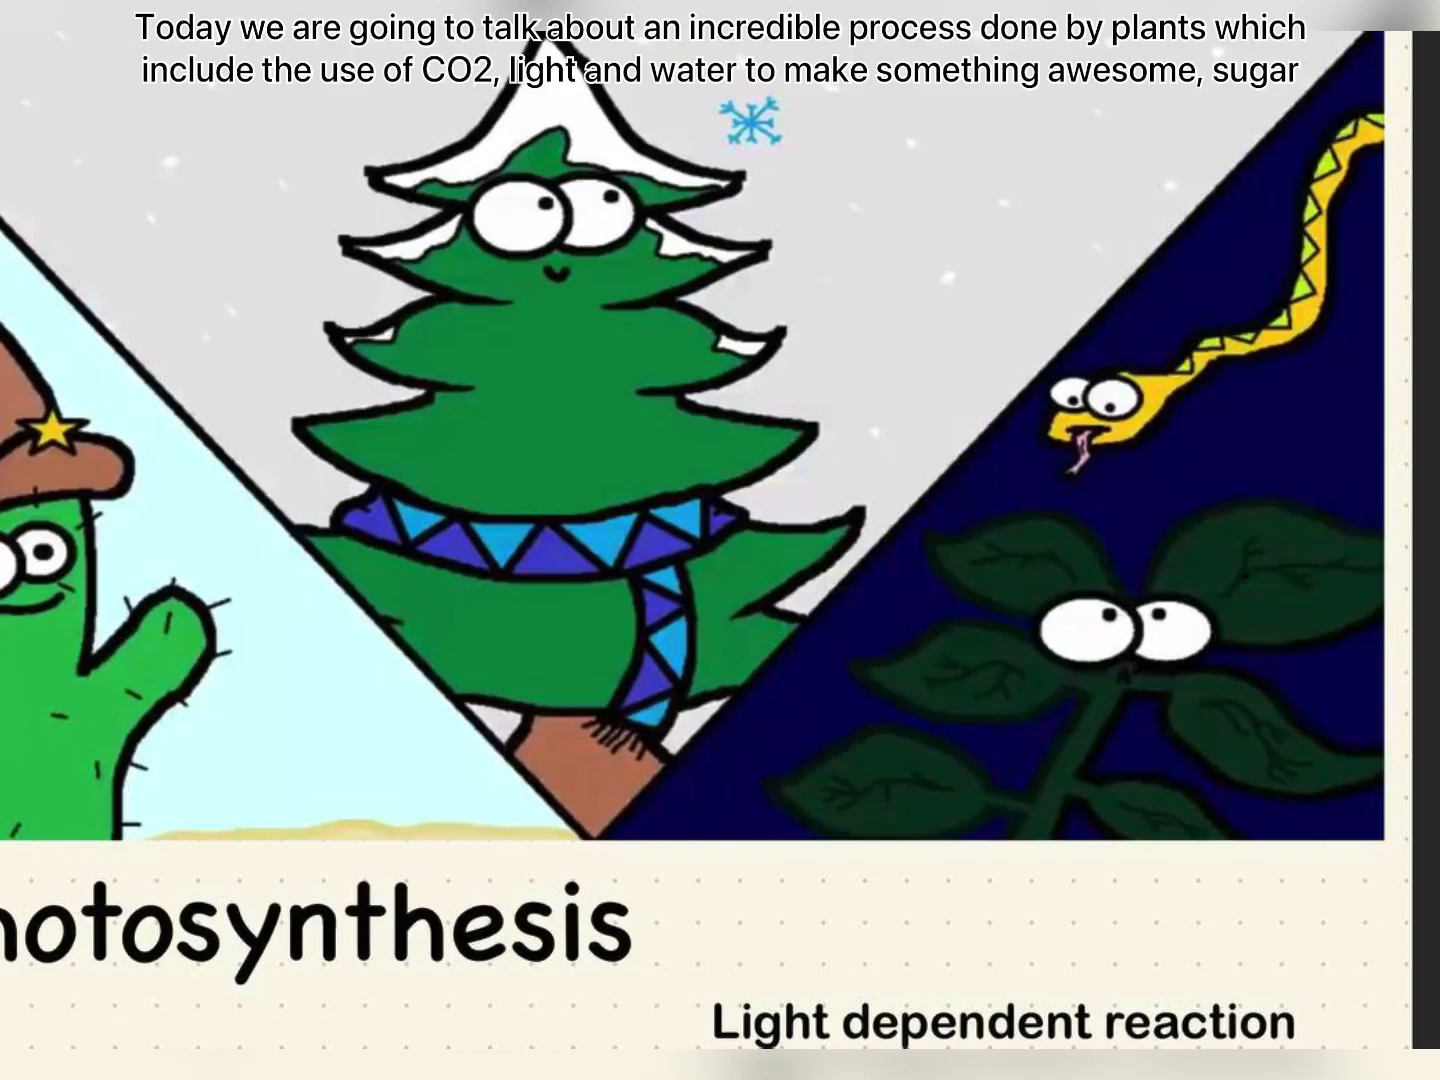 Today we are going to talk about an incredible process done by plants which
include the use of CO2, light and water to make something awesome, sugar
hotosynthesis
Light dependent reaction